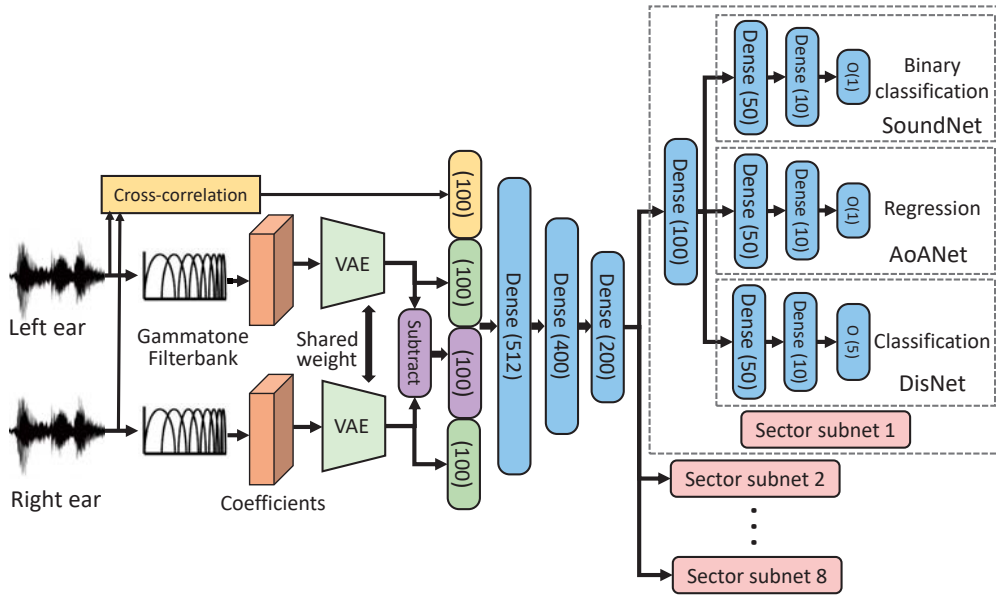 Left ear
Right ear
Cross-correlation
Gammatone
Filterbank
Coefficients
VAE
Shared
weight
VAE
Subtract
(100)
(100)
(100)
(100)
Dense (512)
Dense (400)
Dense (200)
Dense (100)
Dense (50)
Dense (10)
O(1)
Binary
classification
SoundNet
Dense (50)
Dense (10)
O(1)
Regression
AoANet
Dense (50)
Dense (10)
O (5)
Classification
DisNet
Sector subnet 1
Sector subnet 2
Sector subnet 8